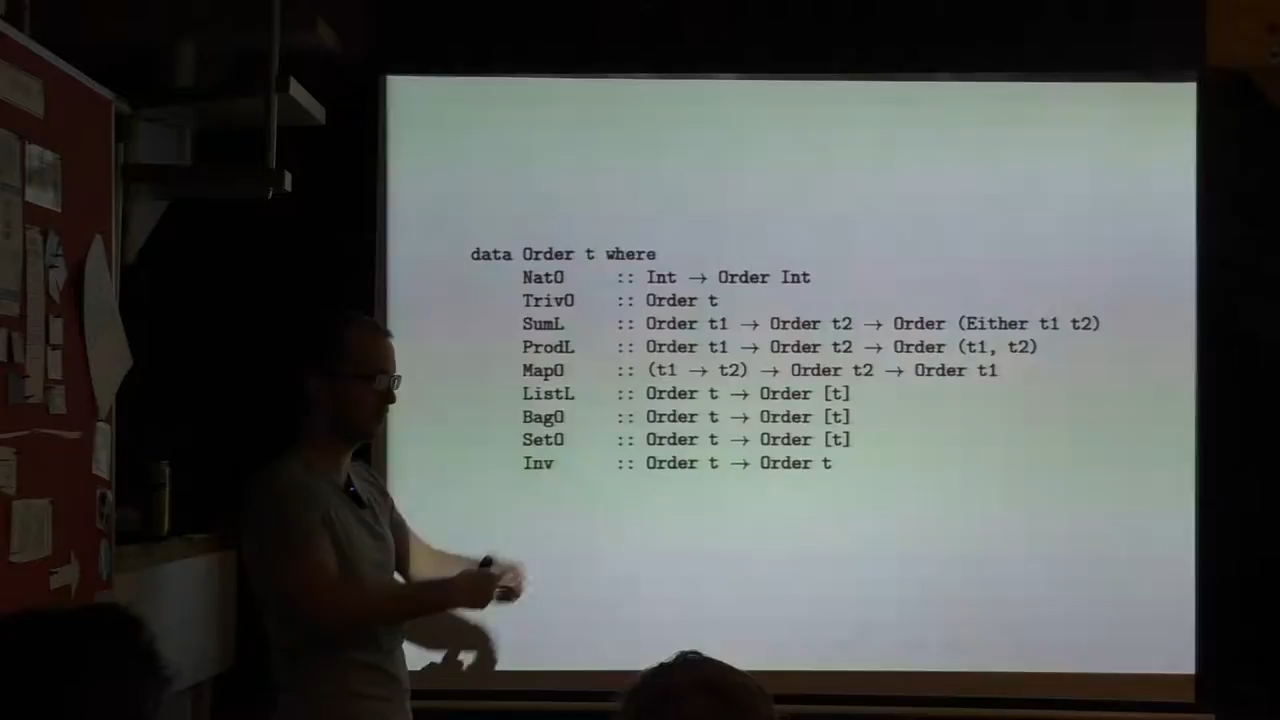 data Order t where
NatO :: Int → Order Int
TrivO :: Order t
SumL :: Order t1 → Order t2 → Order (Either t1 t2)
ProdL :: Order t1 → Order t2 → Order (t1, t2)
MapO :: (t1 → t2) → Order t2 → Order t1
ListL :: Order t → Order [t]
BagO :: Order t → Order [t]
SetO :: Order t → Order [t]
Inv :: Order t → Order t